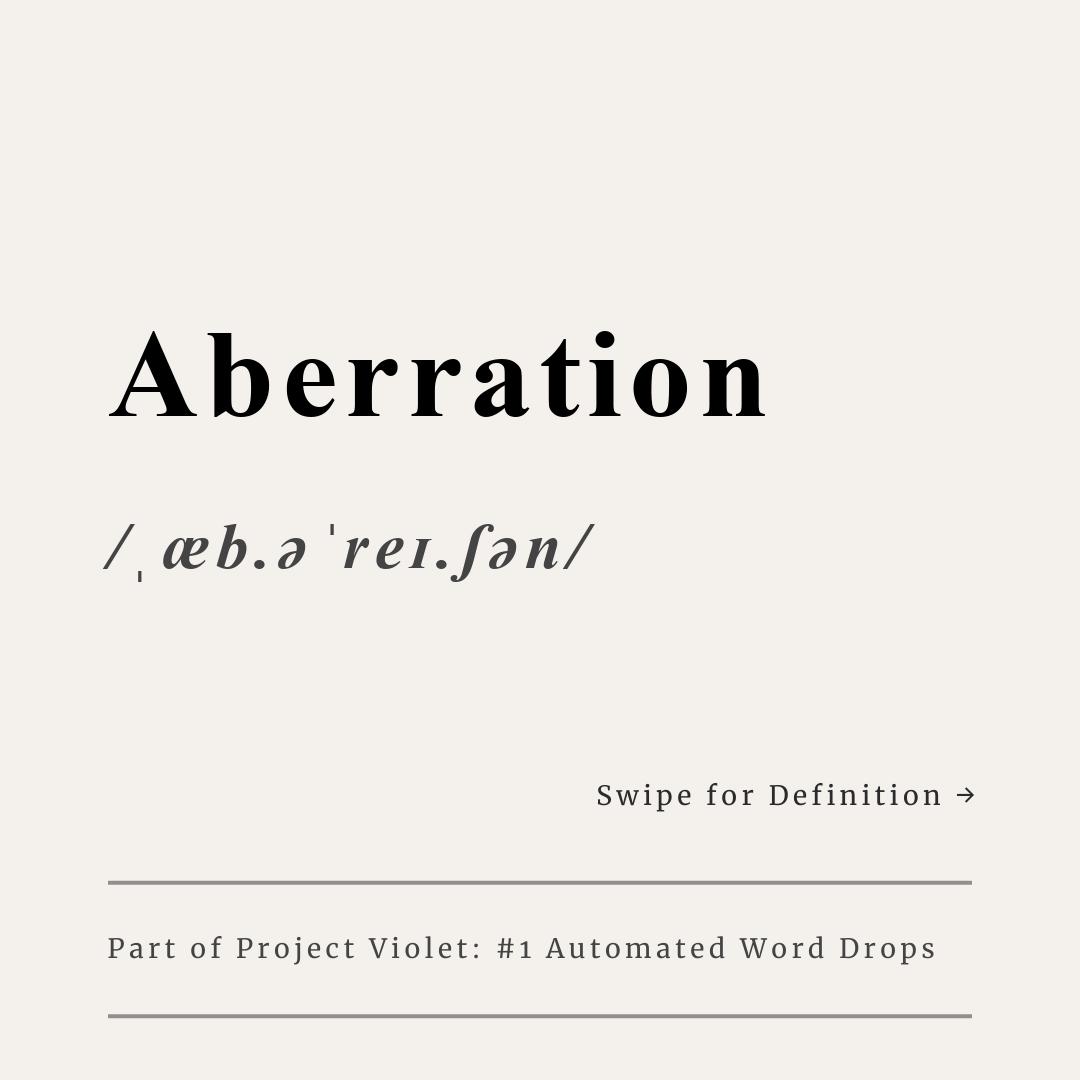 Aberration
/ˌæb.əˈreɪ.ʃən/
Swipe for Definition →
Part of Project Violet: #1 Automated Word Drops